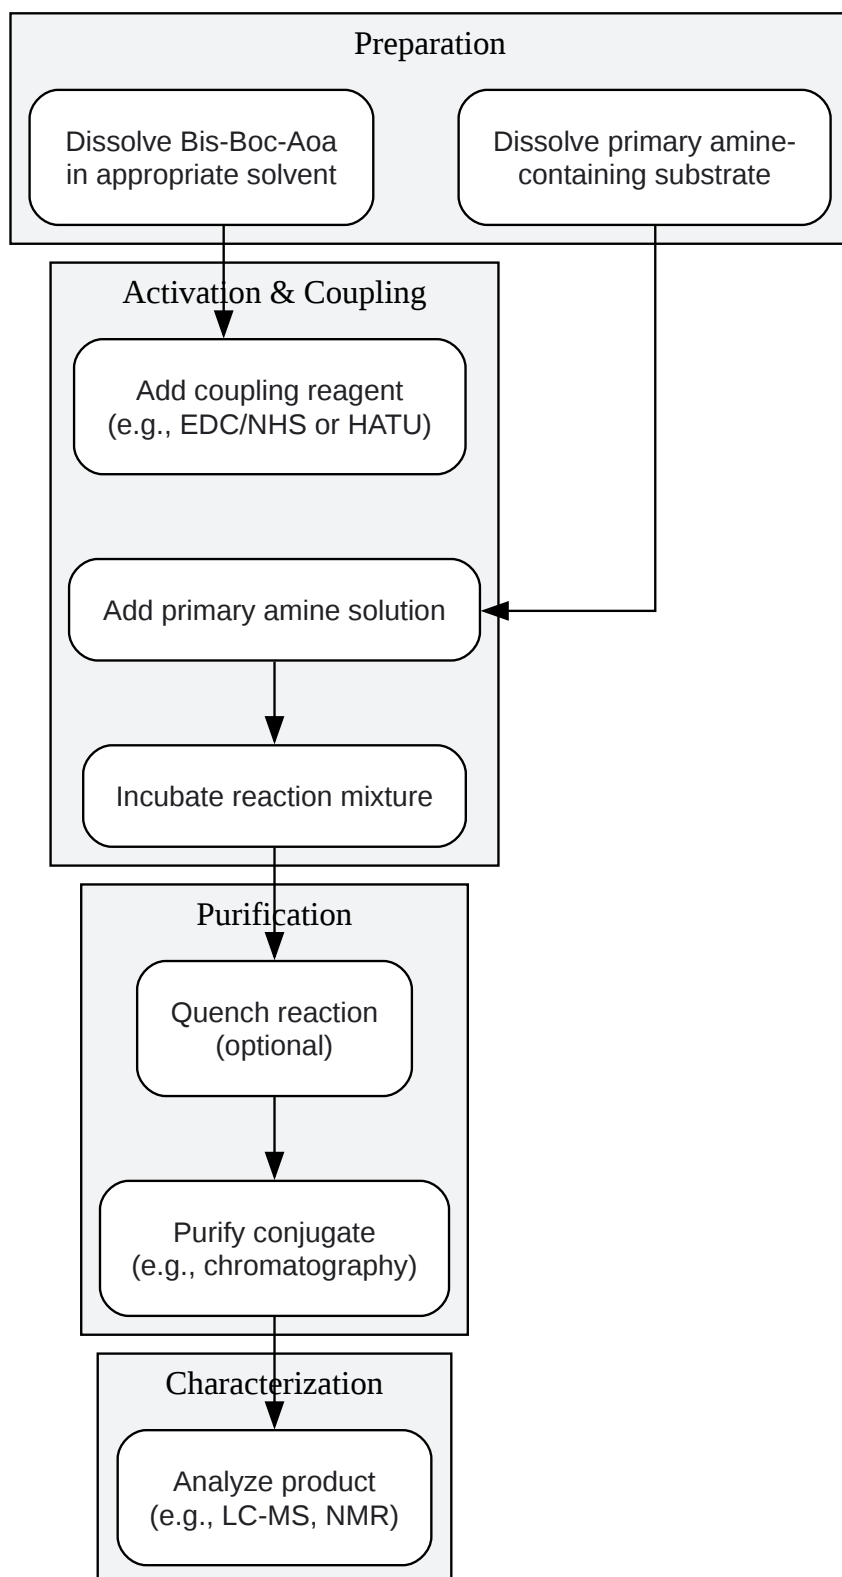 Preparation
Dissolve Bis-Boc-Aoa
in appropriate solvent
Dissolve primary amine-
containing substrate
Activation & Coupling
Add coupling reagent
(e.g., EDC/NHS or HATU)
Add primary amine solution
Incubate reaction mixture
Purification
Quench reaction
(optional)
Purify conjugate
(e.g., chromatography)
Characterization
Analyze product
(e.g., LC-MS, NMR)